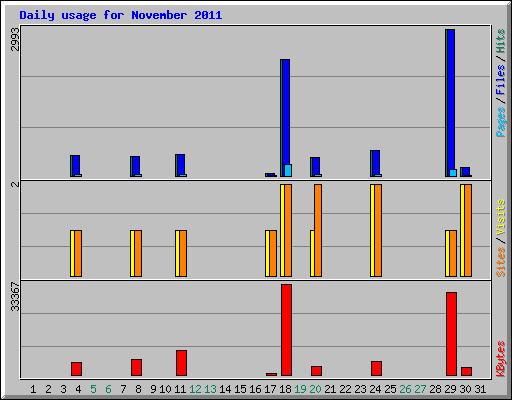 Daily usage for November 2011
2993
Pages / Files / Hits
2
Sites / Visits
33367
KBytes
1 2 3 4 5 6 7 8 9 10 11 12 13 14 15 16 17 18 19 20 21 22 23 24 25 26 27 28 29 30 31